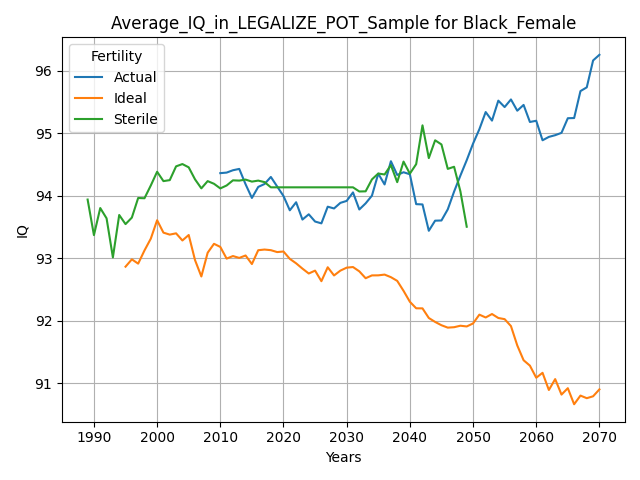 Average_IQ_in_LEGALIZE_POT_Sample for Black_Female
Fertility
Actual
Ideal
Sterile
96
95
94
93
92
91
IQ
1990 2000 2010 2020 2030 2040 2050 2060 2070
Years